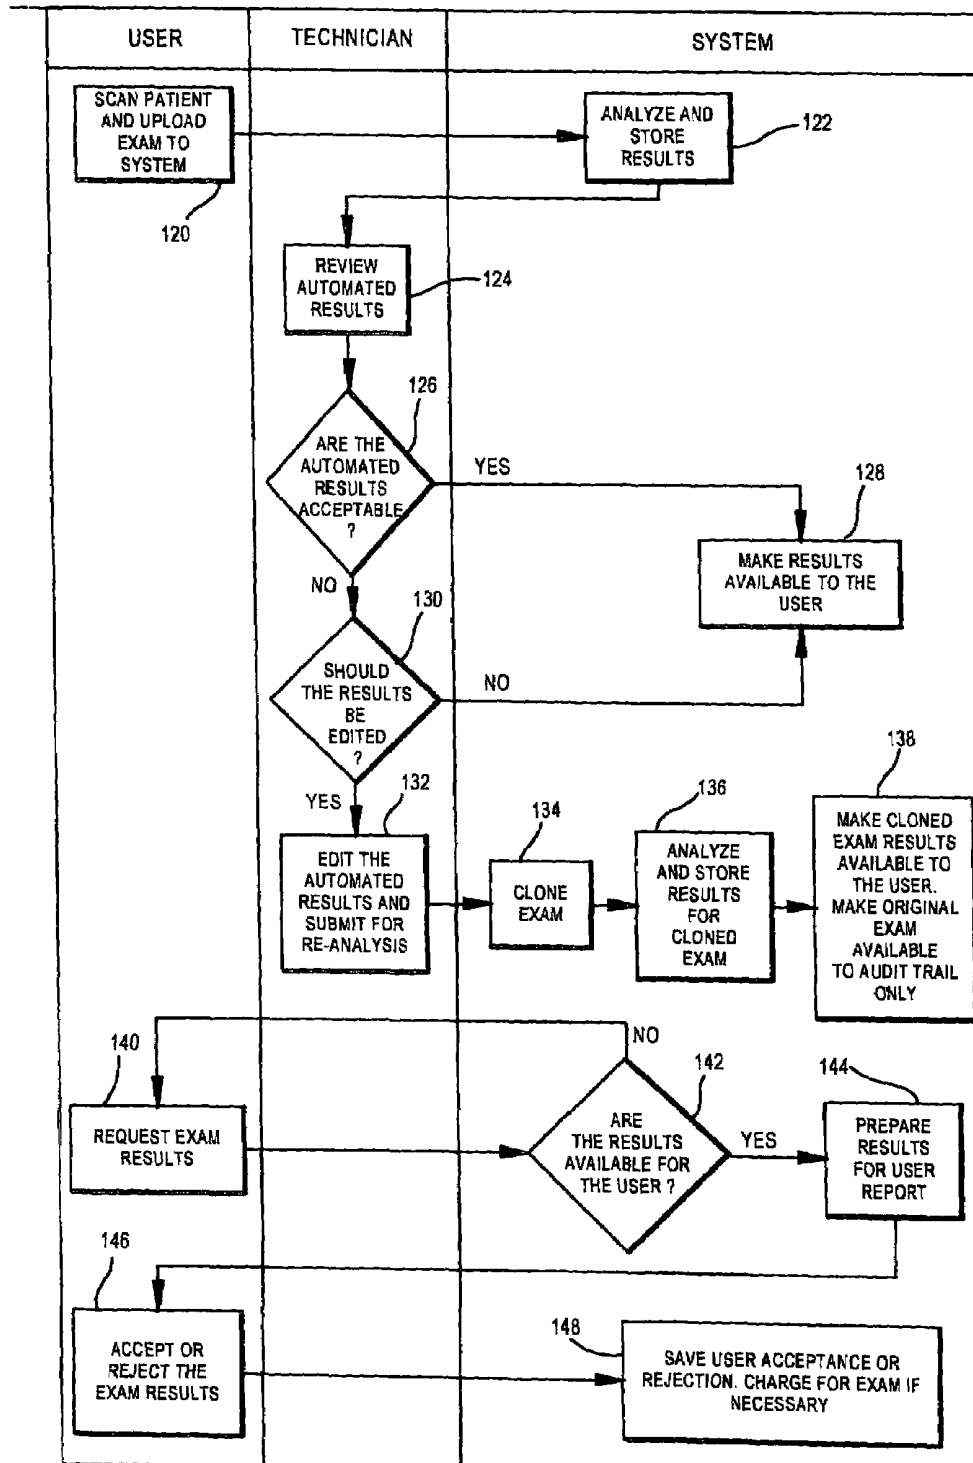 USER
TECHNICIAN
SYSTEM
SCAN PATIENT
AND UPLOAD
EXAM TO
SYSTEM
120
ANALYZE AND
STORE
RESULTS
122
REVIEW
AUTOMATED
RESULTS
124
126
ARE THE
AUTOMATED
RESULTS
ACCEPTABLE
?
YES
NO
128
MAKE RESULTS
AVAILABLE TO THE
USER
130
SHOULD
THE RESULTS
BE
EDITED
?
NO
YES
132
EDIT THE
AUTOMATED
RESULTS AND
SUBMIT FOR
RE-ANALYSIS
134
CLONE
EXAM
136
ANALYZE
AND STORE
RESULTS
FOR
CLONED
EXAM
138
MAKE CLONED
EXAM RESULTS
AVAILABLE TO
THE USER.
MAKE ORIGINAL
EXAM
AVAILABLE
TO AUDIT TRAIL
ONLY
140
REQUEST EXAM
RESULTS
NO
142
ARE
THE RESULTS
AVAILABLE FOR
THE USER ?
YES
144
PREPARE
RESULTS
FOR USER
REPORT
146
ACCEPT OR
REJECT THE
EXAM RESULTS
148
SAVE USER ACCEPTANCE OR
REJECTION. CHARGE FOR EXAM IF
NECESSARY